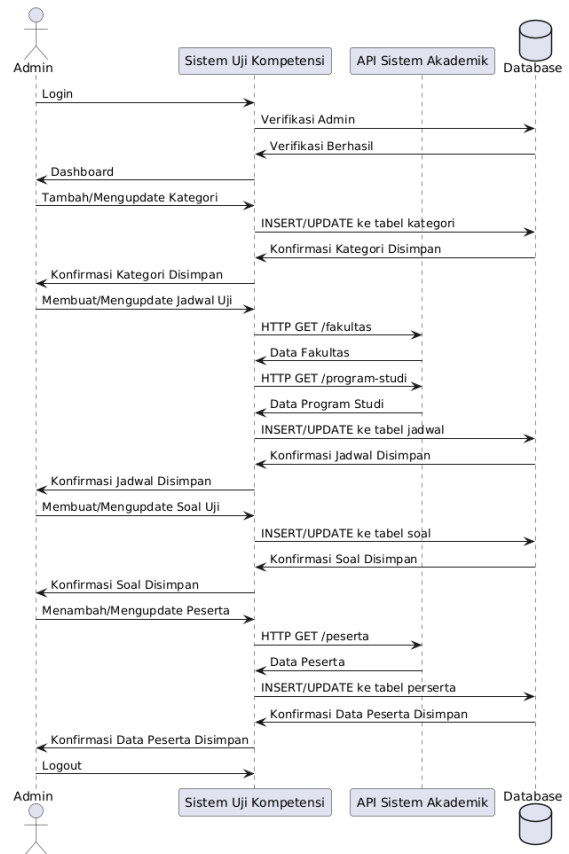 Admin
Sistem Uji Kompetensi
API Sistem Akademik
Database
Login
Verifikasi Admin
Verifikasi Berhasil
Dashboard
Tambah/Mengupdate Kategori
INSERT/UPDATE ke tabel kategori
Konfirmasi Kategori Disimpan
Konfirmasi Kategori Disimpan
Membuat/Mengupdate Jadwal Uji
HTTP GET /fakultas
Data Fakultas
HTTP GET /program-studi
Data Program Studi
INSERT/UPDATE ke tabel jadwal
Konfirmasi Jadwal Disimpan
Konfirmasi Jadwal Disimpan
Membuat/Mengupdate Soal Uji
INSERT/UPDATE ke tabel soal
Konfirmasi Soal Disimpan
Konfirmasi Soal Disimpan
Menambah/Mengupdate Peserta
HTTP GET /peserta
Data Peserta
INSERT/UPDATE ke tabel perserta
Konfirmasi Data Peserta Disimpan
Konfirmasi Data Peserta Disimpan
Logout
Admin
Sistem Uji Kompetensi
API Sistem Akademik
Database